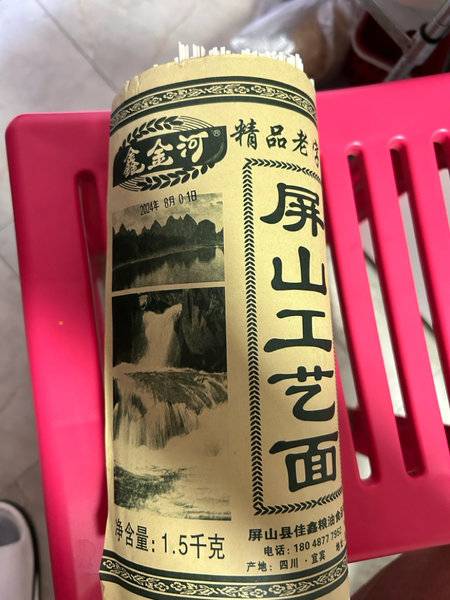 鑫金河®
精品老
2024年 8月 01日
屏山工艺面
净含量: 1.5千克
屏山县佳鑫粮油食
电话: 180 4877 7952
产地: 四川·宜宾